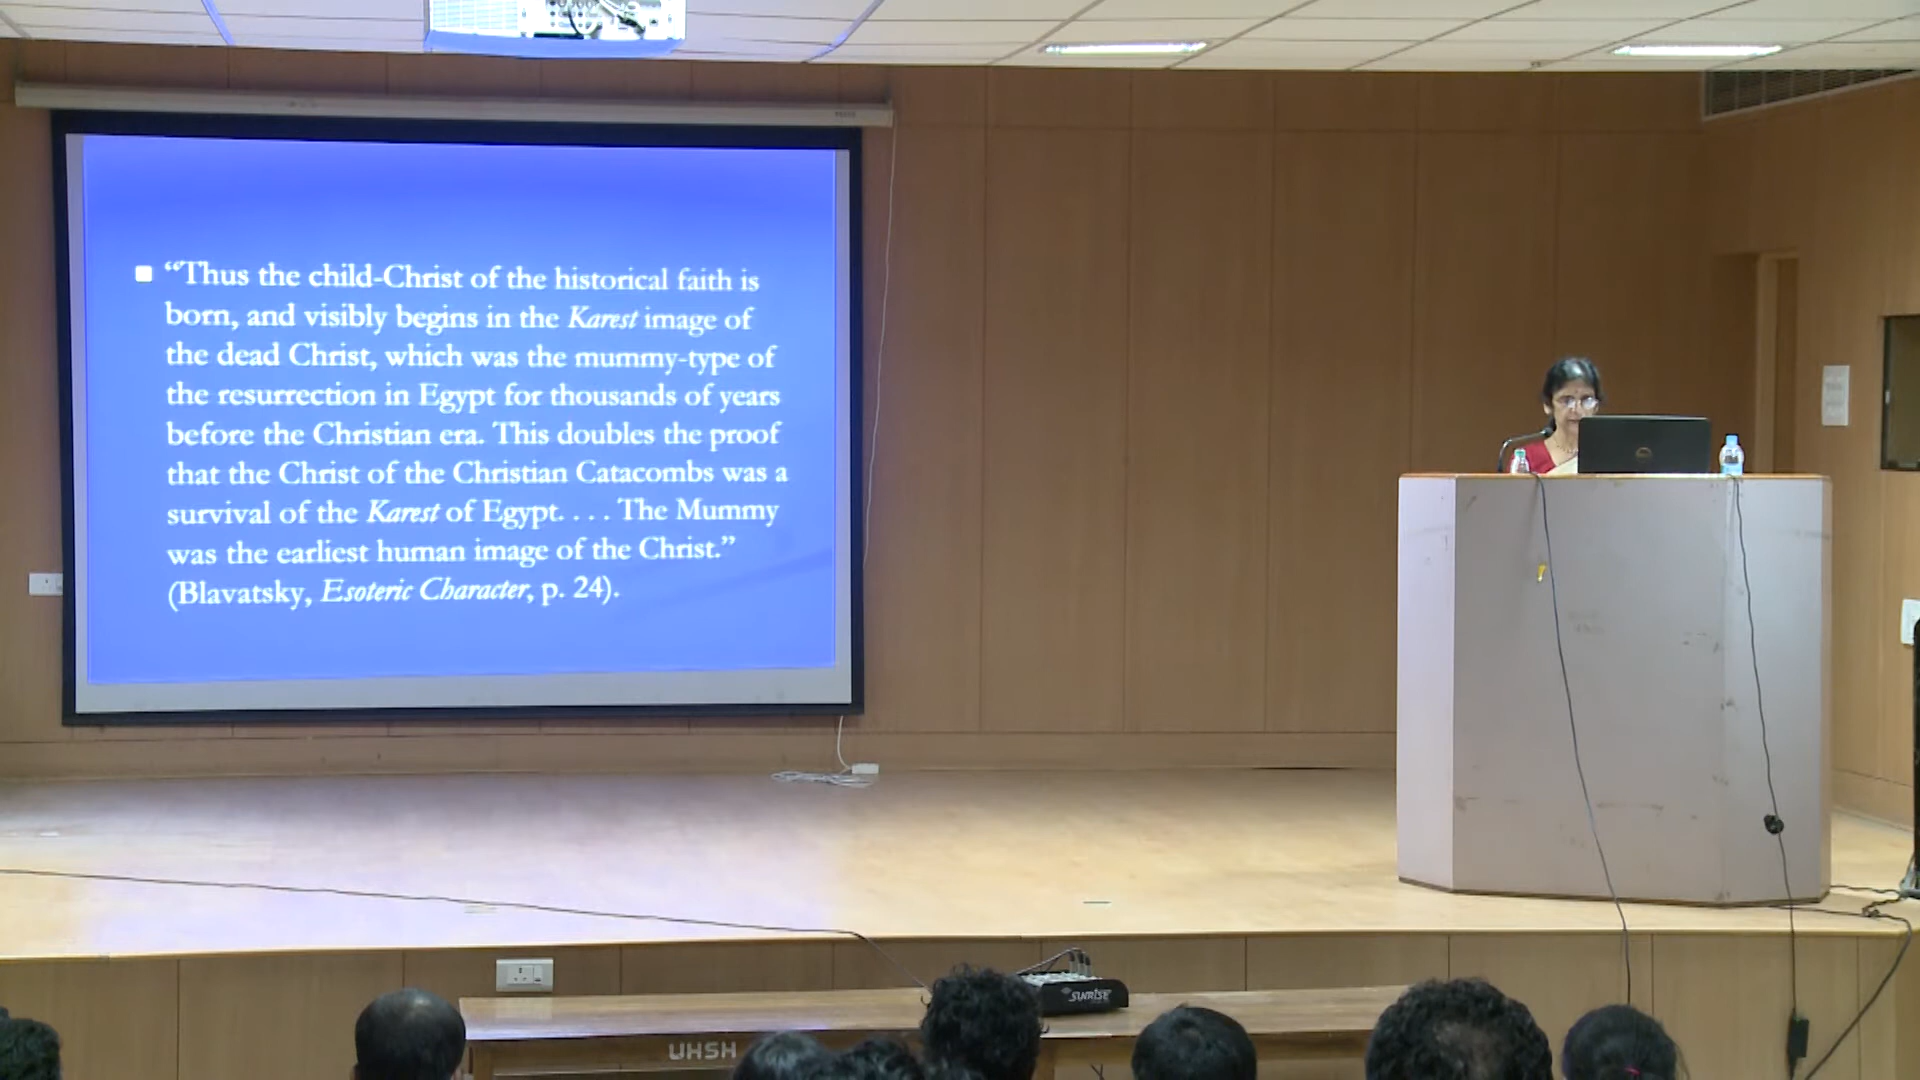 “Thus the child-Christ of the historical faith is
born, and visibly begins in the Karest image of
the dead Christ, which was the mummy-type of
the resurrection in Egypt for thousands of years
before the Christian era. This doubles the proof
that the Christ of the Christian Catacombs was a
survival of the Karest of Egypt. . . . The Mummy
was the earliest human image of the Christ.”
(Blavatsky, Esoteric Character, p. 24).
SUNRISE
UHSH